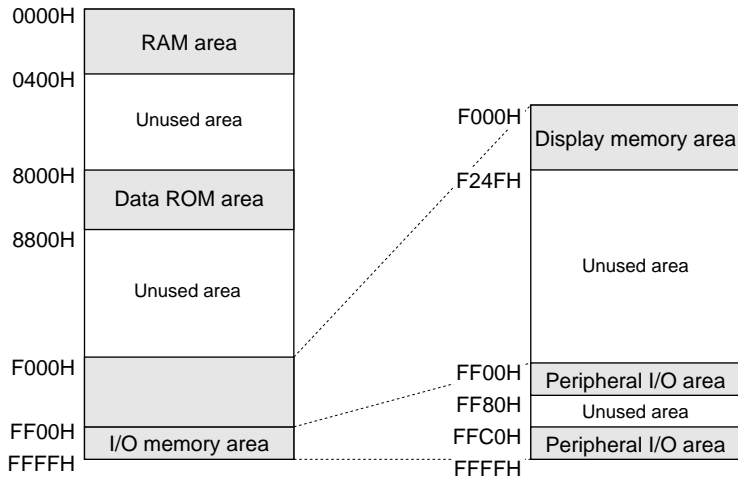 0000H
RAM area
0400H
Unused area
8000H
Data ROM area
8800H
Unused area
F000H
FF00H
I/O memory area
FFFFH
F000H
Display memory area
F24FH
Unused area
FF00H
Peripheral I/O area
FF80H
Unused area
FFC0H
Peripheral I/O area
FFFFH